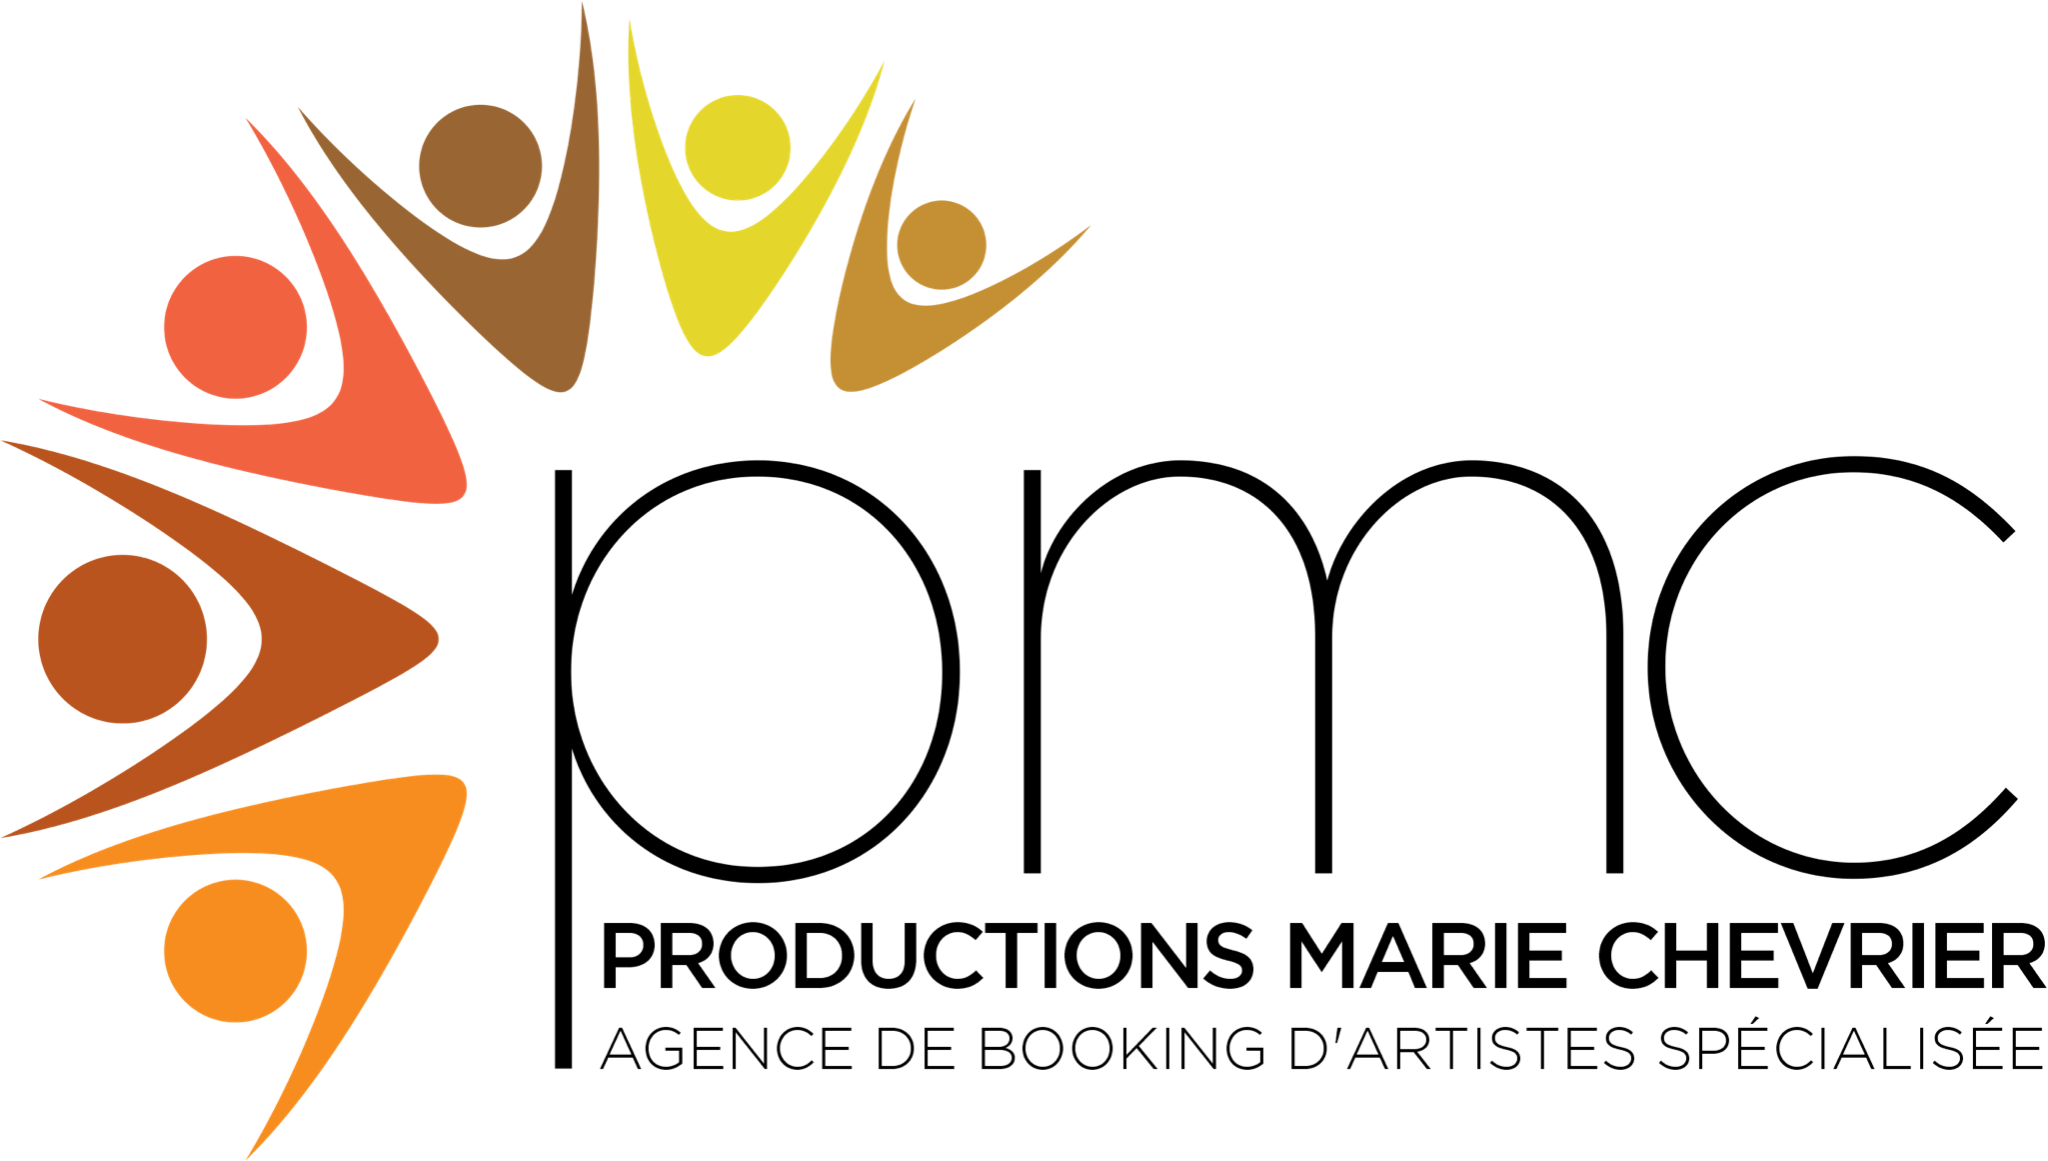 pmc
PRODUCTIONS MARIE CHEVRIER
AGENCE DE BOOKING D'ARTISTES SPÉCIALISÉE